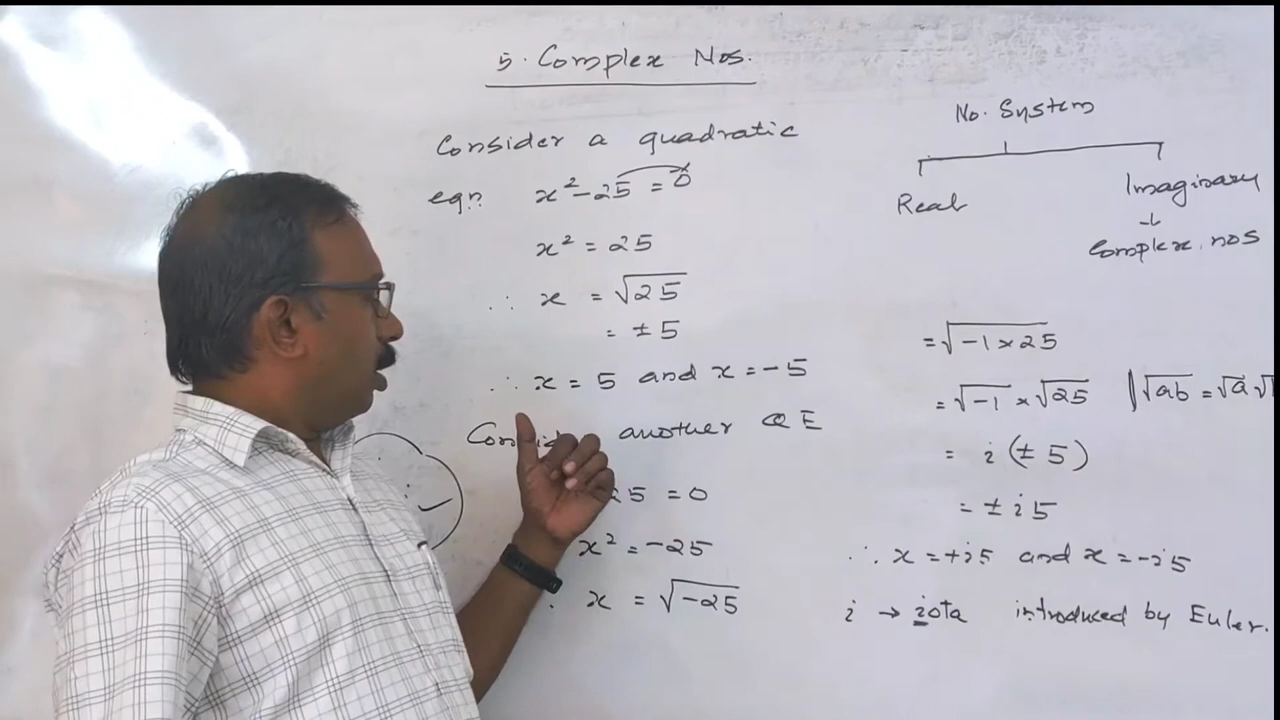 5. Complex Nos.
Consider a quadratic
eqn. x² - 25 = 0
x² = 25
∴ x = √25
= ± 5
∴ x = 5 and x = -5
another QE
25 = 0
x² = -25
x = √-25
No. System
Real Imaginary
↓
Complex nos
= √-1 × 25
= √-1 × √25 ‖ √ab = √a √
= i (± 5)
= ± i5
∴ x = +i5 and x = -i5
i → iota introduced by Euler.